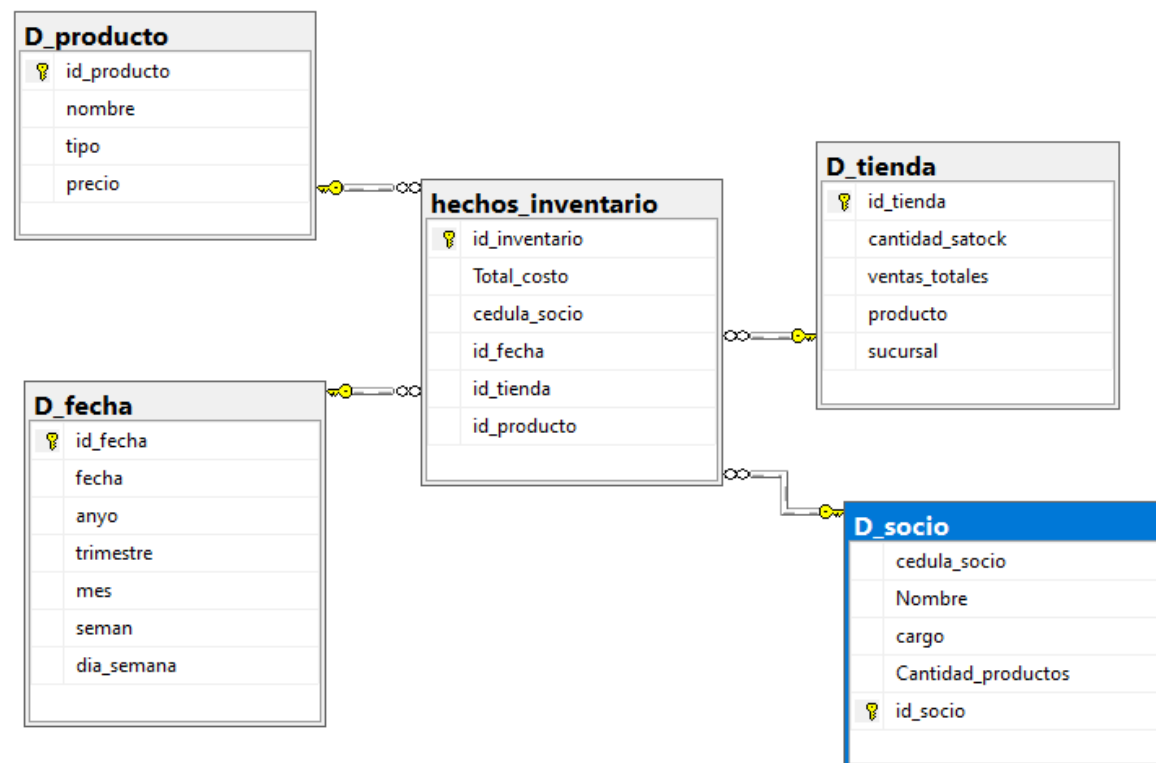 D_producto
id_producto
nombre
tipo
precio
hechos_inventario
id_inventario
Total_costo
cedula_socio
id_fecha
id_tienda
id_producto
D_tienda
id_tienda
cantidad_satock
ventas_totales
producto
sucursal
D_fecha
id_fecha
fecha
anyo
trimestre
mes
seman
dia_semana
D_socio
cedula_socio
Nombre
cargo
Cantidad_productos
id_socio